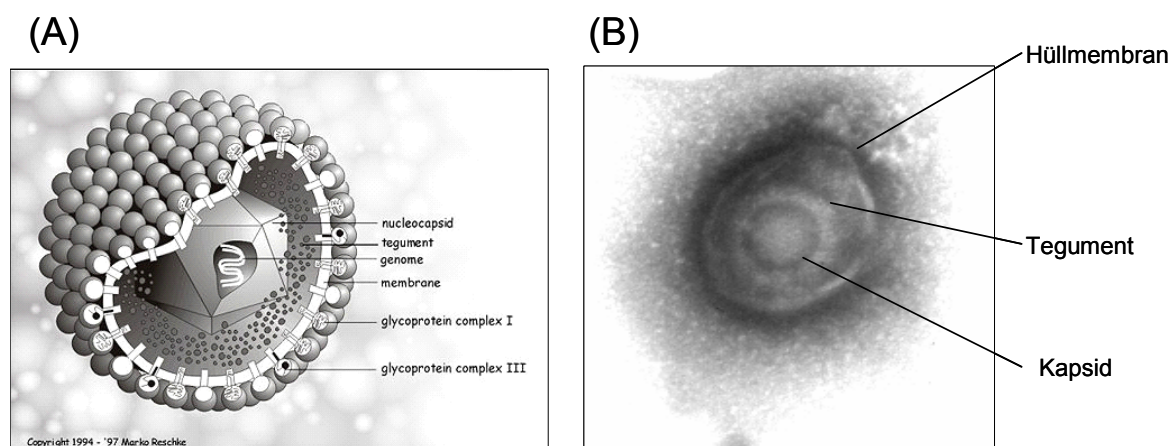 (A)
nucleocapsid
tegument
genome
membrane
glycoprotein complex I
glycoprotein complex III
Copyright 1994 - '97 Marko Reschke
(B)
Hüllmembran
Tegument
Kapsid